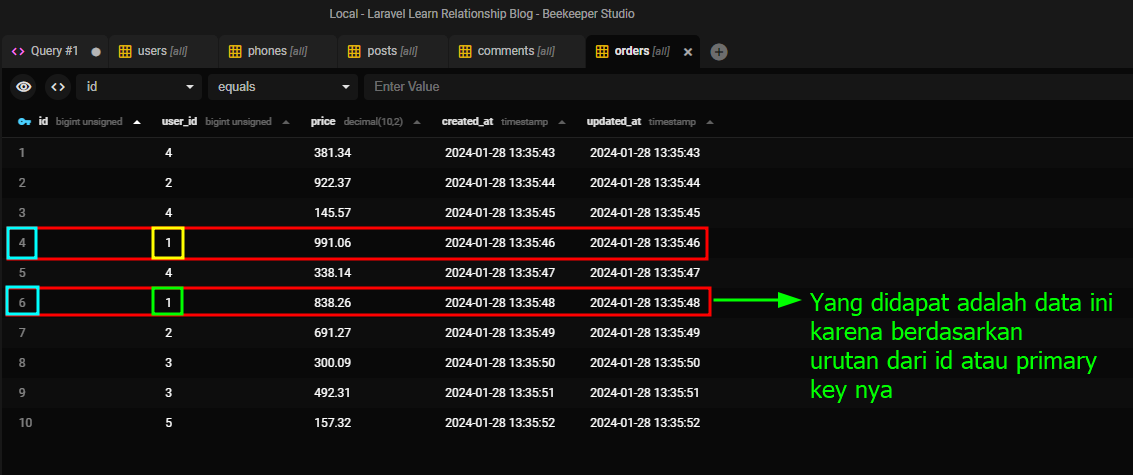 Local - Laravel Learn Relationship Blog - Beekeeper Studio
Query #1 users [all] phones [all] posts [all] comments [all] orders [all]
id equals Enter Value
id bigint unsigned user_id bigint unsigned price decimal(10,2) created_at timestamp updated_at timestamp
1 4 381.34 2024-01-28 13:35:43 2024-01-28 13:35:43
2 2 922.37 2024-01-28 13:35:44 2024-01-28 13:35:44
3 4 145.57 2024-01-28 13:35:45 2024-01-28 13:35:45
4 1 991.06 2024-01-28 13:35:46 2024-01-28 13:35:46
5 4 338.14 2024-01-28 13:35:47 2024-01-28 13:35:47
6 1 838.26 2024-01-28 13:35:48 2024-01-28 13:35:48
7 2 691.27 2024-01-28 13:35:49 2024-01-28 13:35:49
8 3 300.09 2024-01-28 13:35:50 2024-01-28 13:35:50
9 3 492.31 2024-01-28 13:35:51 2024-01-28 13:35:51
10 5 157.32 2024-01-28 13:35:52 2024-01-28 13:35:52
Yang didapat adalah data ini
karena berdasarkan
urutan dari id atau primary
key nya